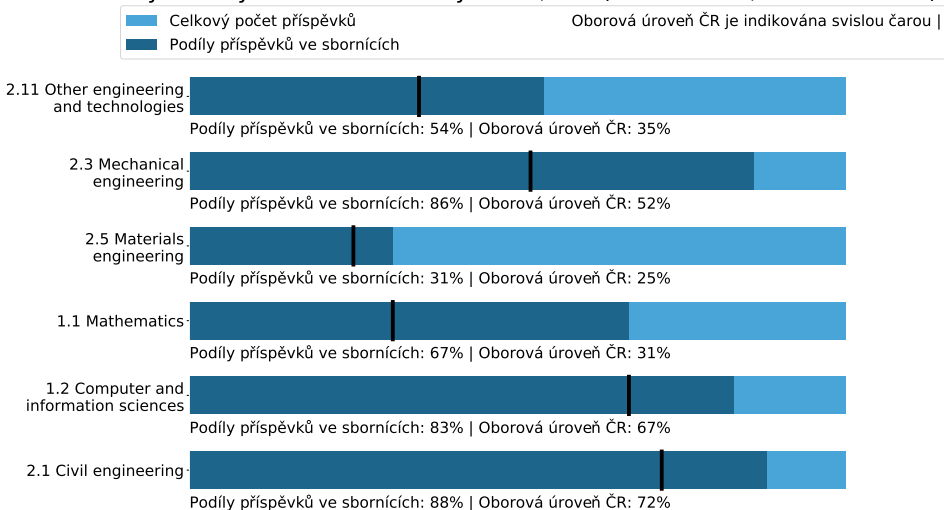 Celkový počet příspěvků
Oborová úroveň ČR je indikována svislou čarou |
Podíly příspěvků ve sbornících
2.11 Other engineering
and technologies
Podíly příspěvků ve sbornících: 54% | Oborová úroveň ČR: 35%
2.3 Mechanical
engineering
Podíly příspěvků ve sbornících: 86% | Oborová úroveň ČR: 52%
2.5 Materials
engineering
Podíly příspěvků ve sbornících: 31% | Oborová úroveň ČR: 25%
1.1 Mathematics
Podíly příspěvků ve sbornících: 67% | Oborová úroveň ČR: 31%
1.2 Computer and
information sciences
Podíly příspěvků ve sbornících: 83% | Oborová úroveň ČR: 67%
2.1 Civil engineering
Podíly příspěvků ve sbornících: 88% | Oborová úroveň ČR: 72%